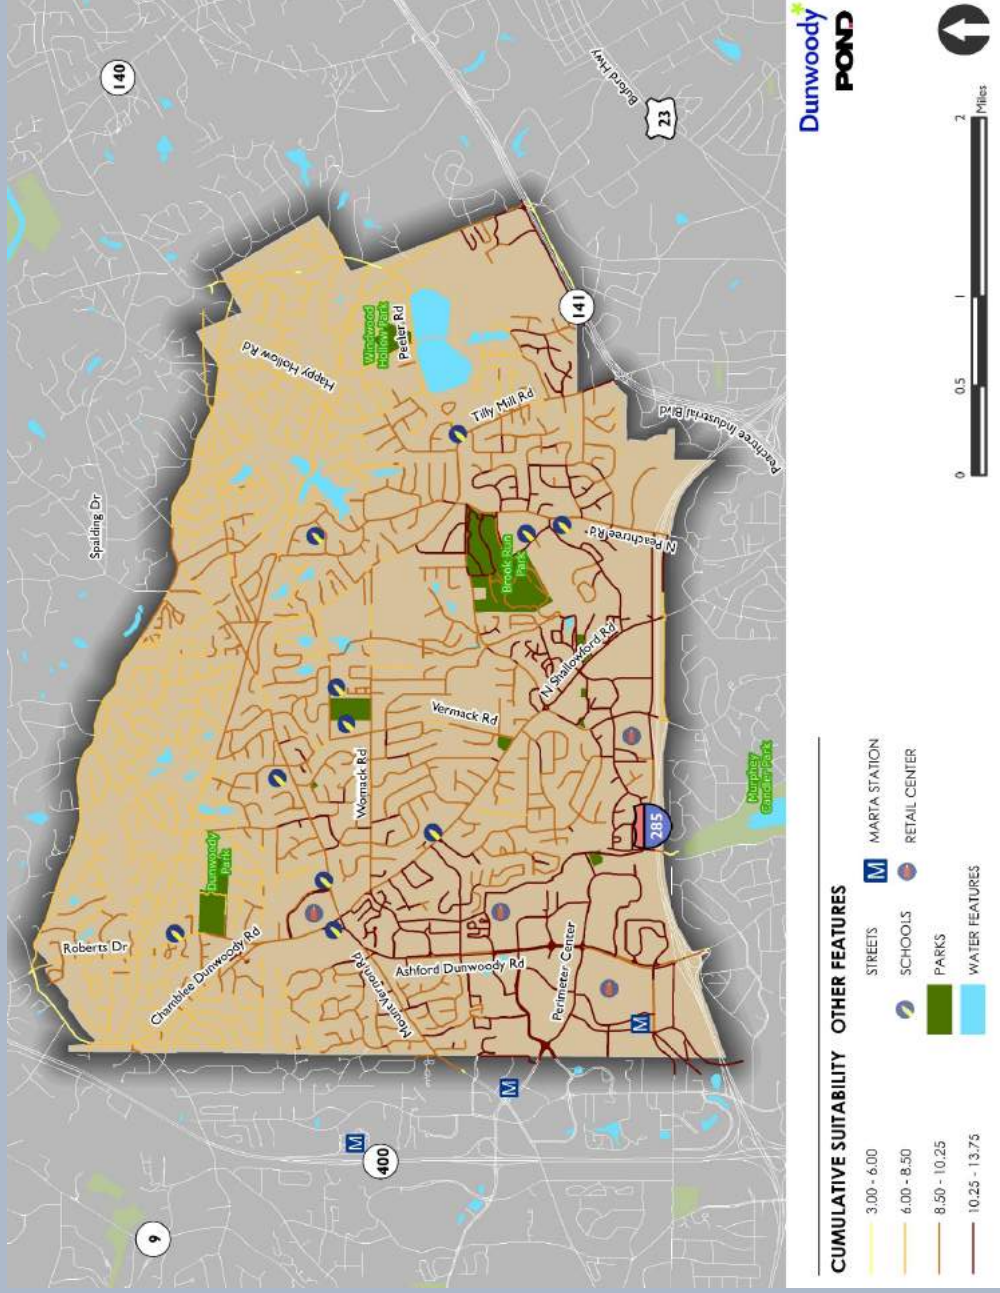 140
Spalding Dr
Happy Hollow Rd
Windwood
Hollow Park
Peeler Rd
Buford Hwy
23
141
Tilly Mill Rd
Peachtree Industrial Blvd
N Peachtree Rd
Brook Run
Park
N Shallowford Rd
Vermack Rd
Womack Rd
Dunwoody
Park
Roberts Dr
Chamblee Dunwoody Rd
Mount Vernon Rd
Ashford Dunwoody Rd
Perimeter Center
285
Murphey
Candler Park
M
M
M
400
9
Dunwoody
POND
0
0.5
1
2
Miles
CUMULATIVE SUITABILITY
3.00 - 6.00
6.00 - 8.50
8.50 - 10.25
10.25 - 13.75
OTHER FEATURES
STREETS
SCHOOLS
PARKS
WATER FEATURES
M MARTA STATION
RETAIL CENTER